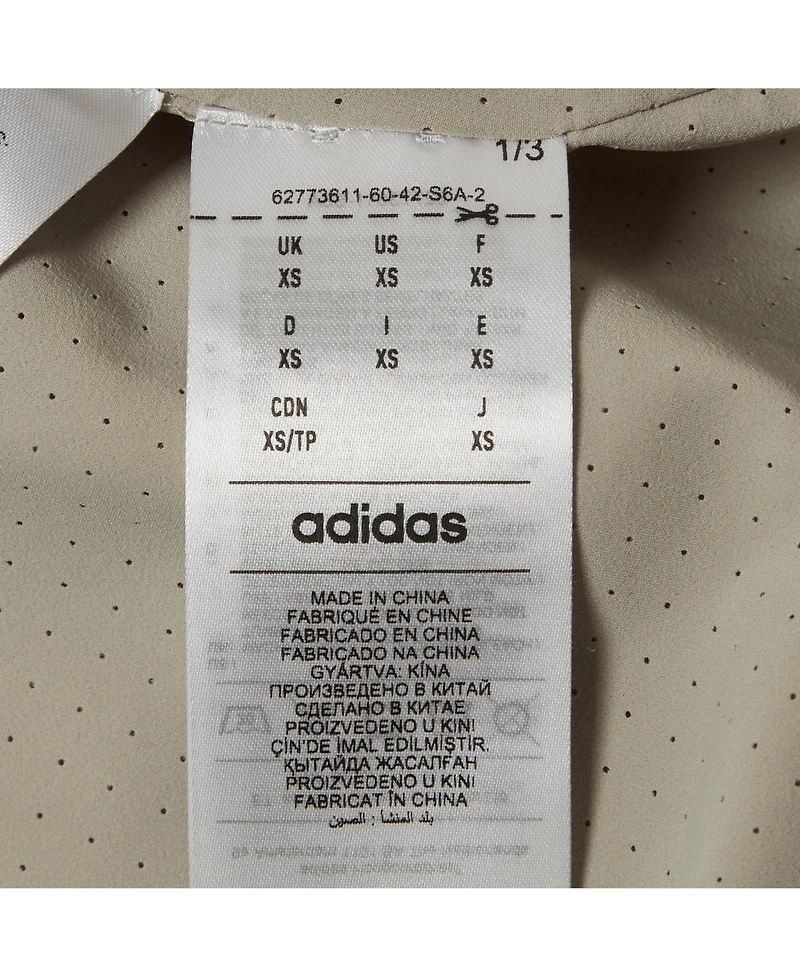 1/3
62773611-60-42-S6A-2
UK US F
XS XS XS
D I E
XS XS XS
CDN J
XS/TP XS
adidas
MADE IN CHINA
FABRIQUÉ EN CHINE
FABRICADO EN CHINA
FABRICADO NA CHINA
GYÁRTVA: KÍNA
ПРОИЗВЕДЕНО В КИТАЙ
СДЕЛАНО В КИТАЕ
PROIZVEDENO U KINI
ÇİN'DE İMAL EDİLMİŞTİR.
ҚЫТАЙДА ЖАСАЛҒАН
PROIZVEDENO U KINI
FABRICAT ÎN CHINA
بلد المنشأ : الصين